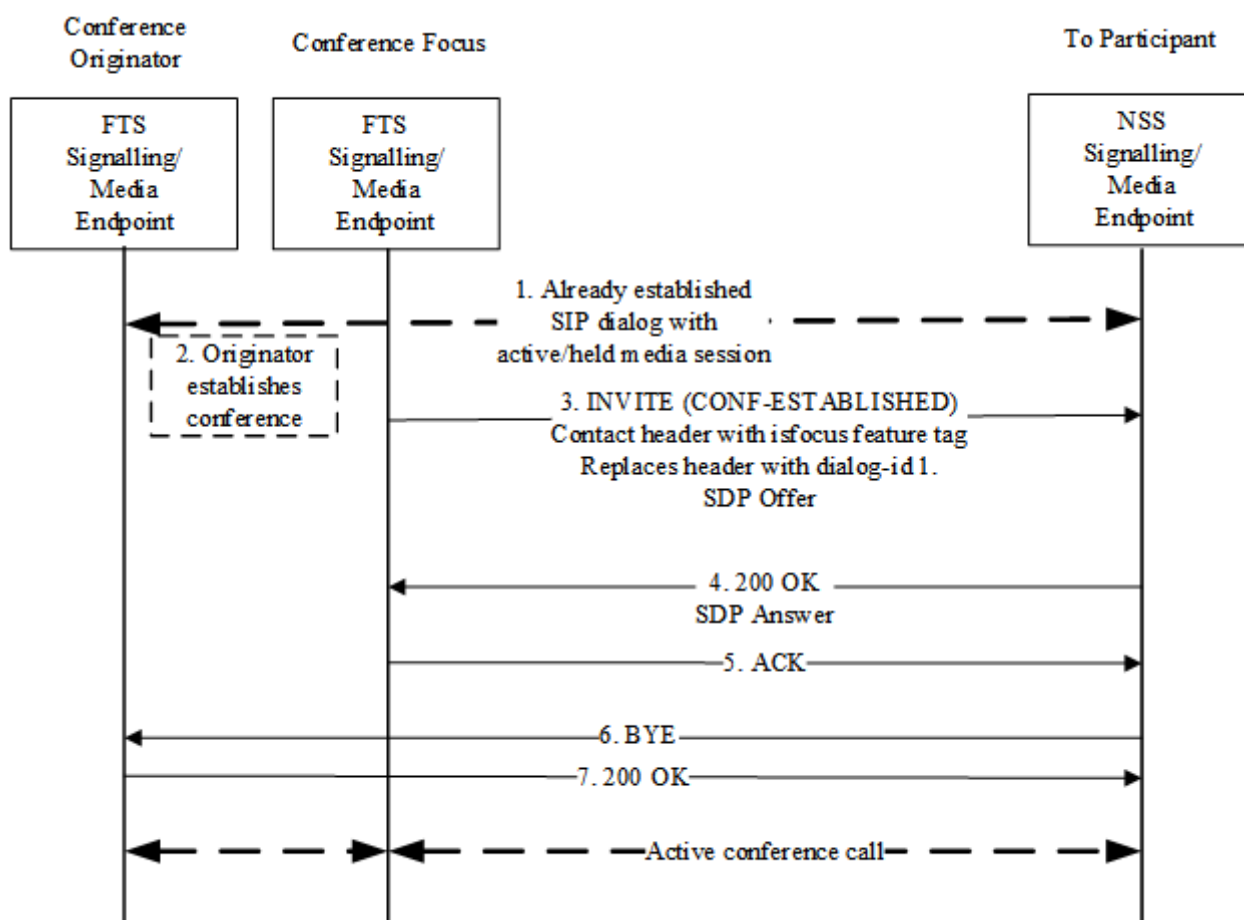 Conference
Originator
Conference Focus
To Participant
FTS
Signalling/
Media
Endpoint
FTS
Signalling/
Media
Endpoint
NSS
Signalling/
Media
Endpoint
1. Already established
SIP dialog with
active/held media session
2. Originator
establishes
conference
3. INVITE (CONF-ESTABLISHED)
Contact header with isfocus feature tag
Replaces header with dialog-id 1.
SDP Offer
4. 200 OK
SDP Answer
5. ACK
6. BYE
7. 200 OK
Active conference call